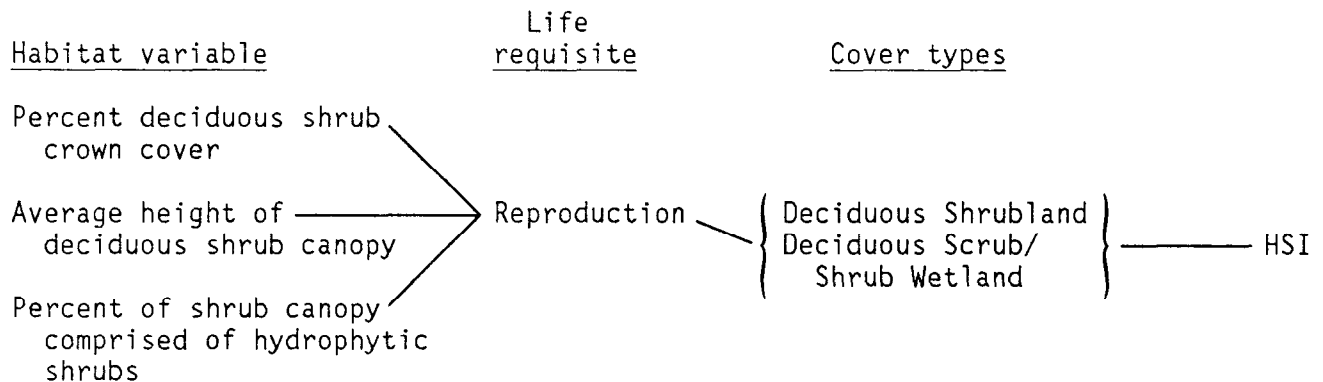 Life
Habitat variable requisite Cover types
Percent deciduous shrub
crown cover
Average height of
deciduous shrub canopy
Percent of shrub canopy
comprised of hydrophytic
shrubs
Reproduction
Deciduous Shrubland
Deciduous Scrub/
Shrub Wetland
HSI